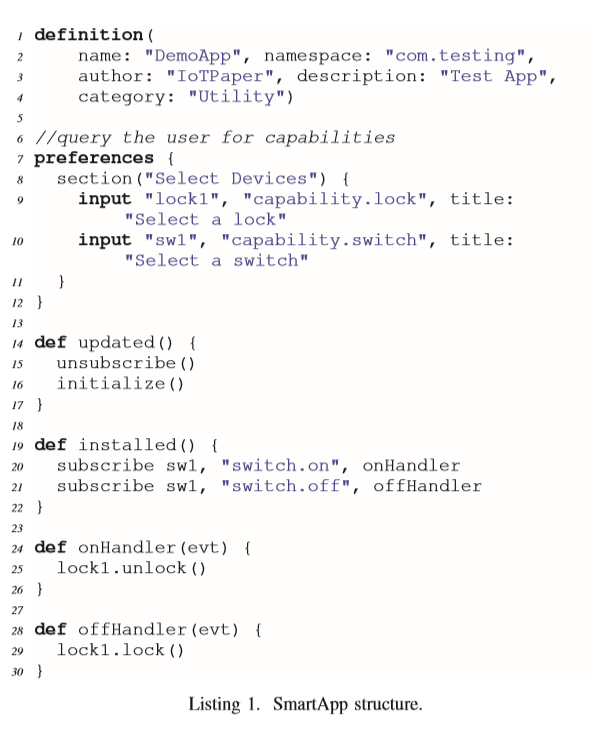 1 definition(
2 name: "DemoApp", namespace: "com.testing",
3 author: "IoTPaper", description: "Test App",
4 category: "Utility")
5
6 //query the user for capabilities
7 preferences {
8 section("Select Devices") {
9 input "lock1", "capability.lock", title:
"Select a lock"
10 input "sw1", "capability.switch", title:
"Select a switch"
11 }
12 }
13
14 def updated() {
15 unsubscribe()
16 initialize()
17 }
18
19 def installed() {
20 subscribe sw1, "switch.on", onHandler
21 subscribe sw1, "switch.off", offHandler
22 }
23
24 def onHandler(evt) {
25 lock1.unlock()
26 }
27
28 def offHandler(evt) {
29 lock1.lock()
30 }
Listing 1. SmartApp structure.